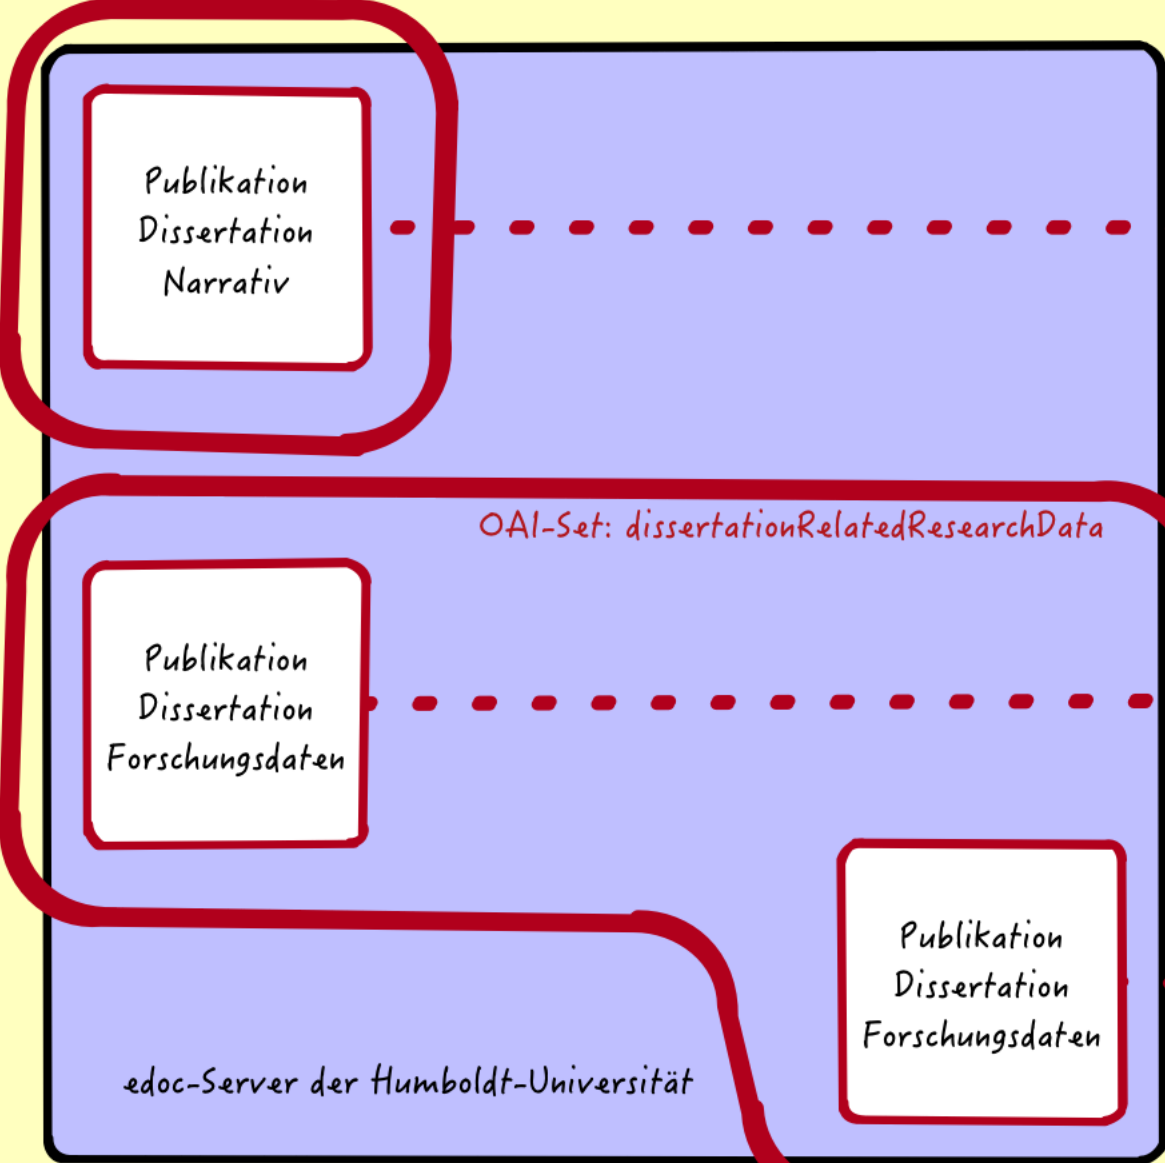 Publikation
Dissertation
Narrativ
OAI-Set: dissertationRelatedResearchData
Publikation
Dissertation
Forschungsdaten
Publikation
Dissertation
Forschungsdaten
edoc-Server der Humboldt-Universität